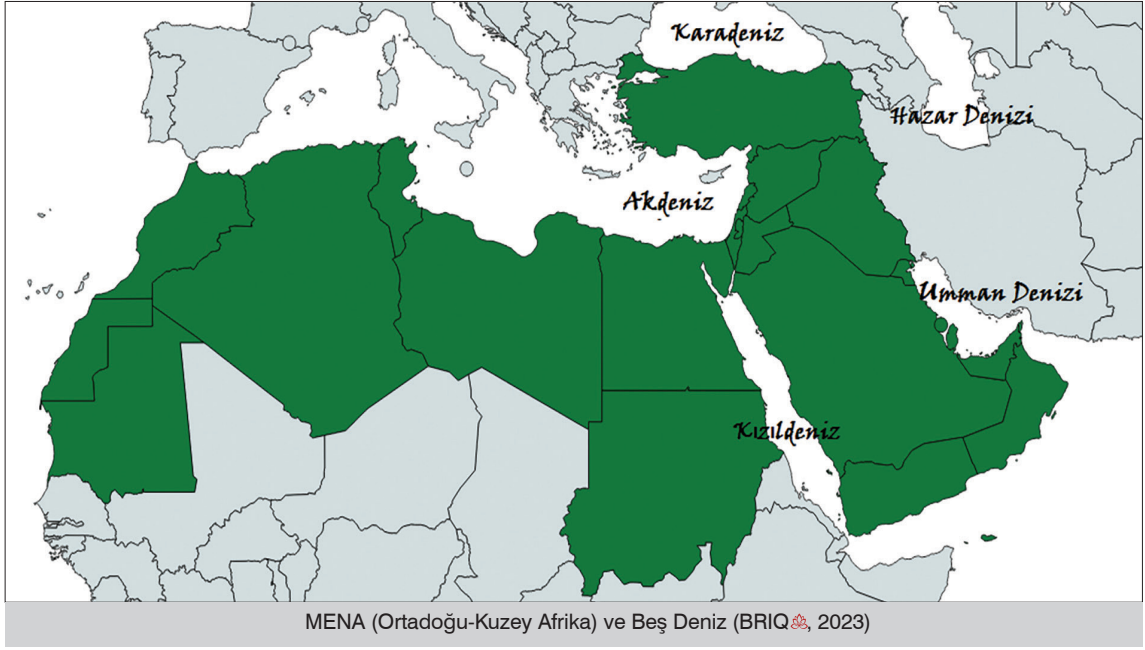 Karadeniz
Hazar Denizi
Akdeniz
Umman Denizi
Kızıldeniz
MENA (Ortadoğu-Kuzey Afrika) ve Beş Deniz (BRIQ, 2023)